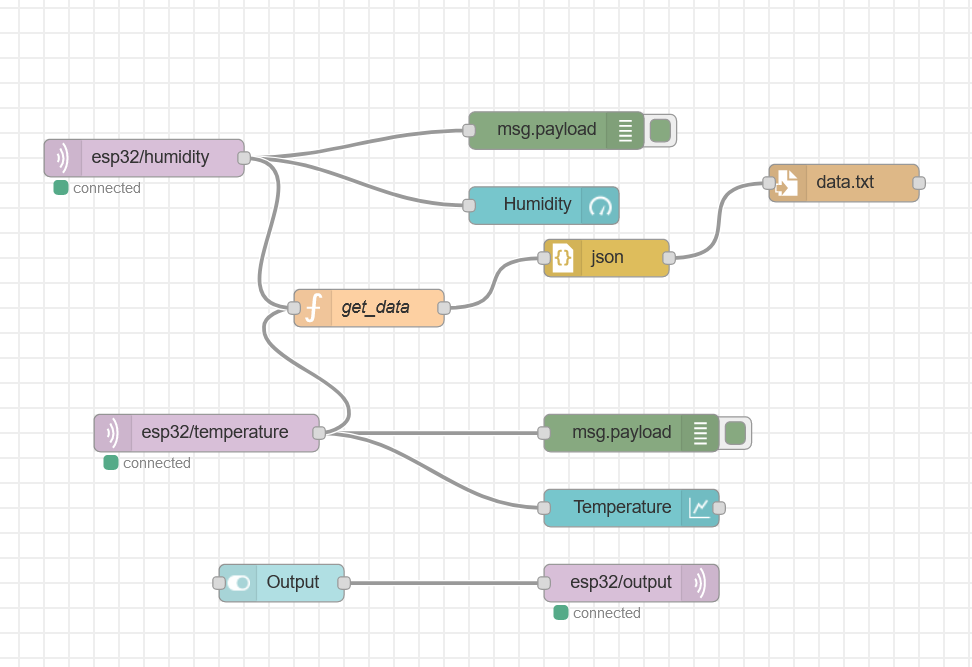 msg.payload
esp32/humidity
connected
data.txt
Humidity
json
get_data
esp32/temperature
connected
msg.payload
Temperature
Output
esp32/output
connected